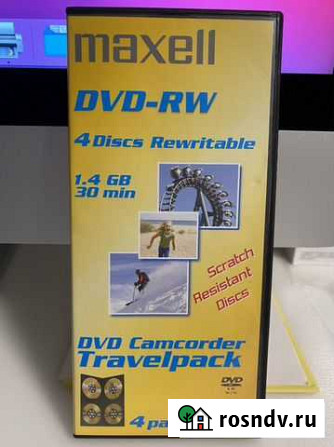 maxell
DVD-RW
4 Discs Rewritable
1.4 GB
30 min
Scratch
Resistant
Discs
DVD Camcorder
Travelpack
DVD
4 pa
rosndv.ru